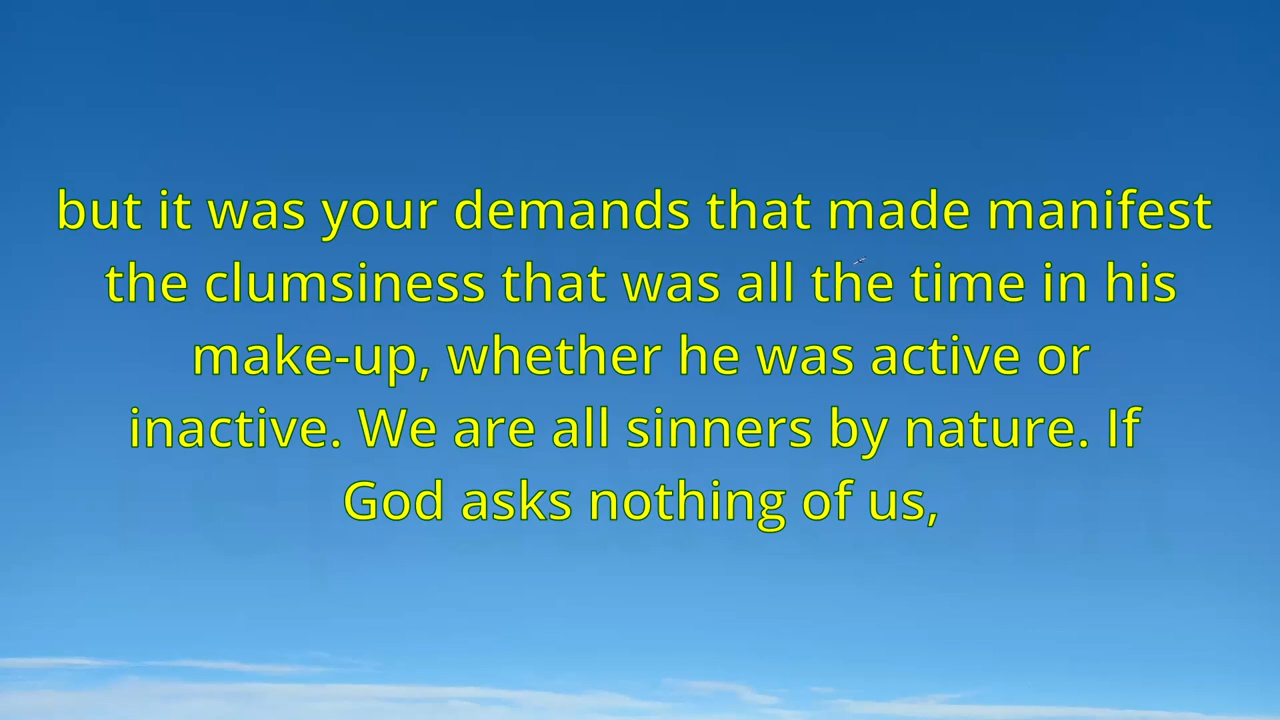 but it was your demands that made manifest
the clumsiness that was all the time in his
make-up, whether he was active or
inactive. We are all sinners by nature. If
God asks nothing of us,